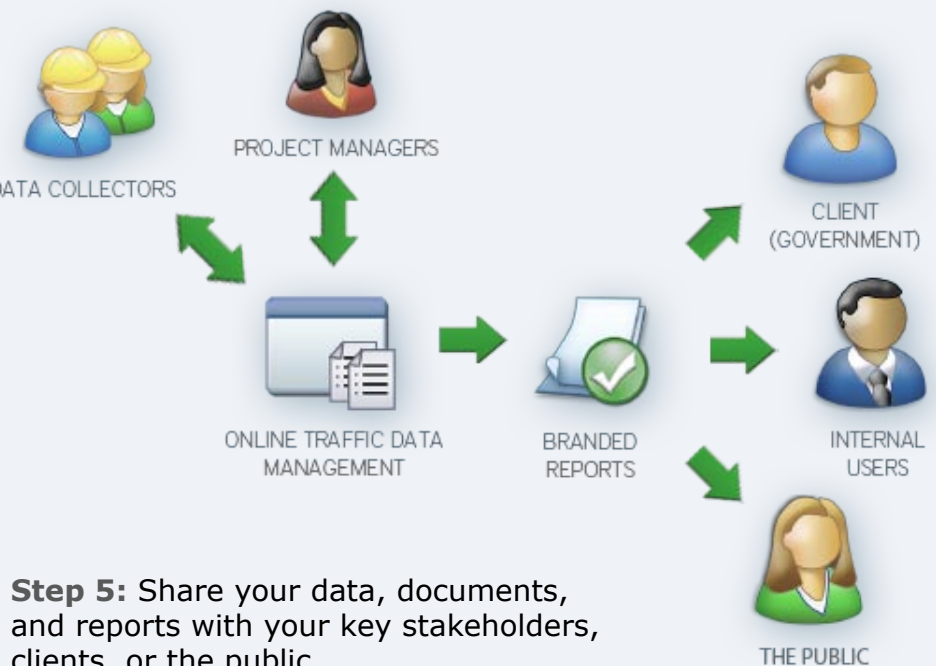 PROJECT MANAGERS
DATA COLLECTORS
CLIENT
(GOVERNMENT)
ONLINE TRAFFIC DATA
MANAGEMENT
BRANDED
REPORTS
INTERNAL
USERS
Step 5: Share your data, documents,
and reports with your key stakeholders,
clients, or the public
THE PUBLIC